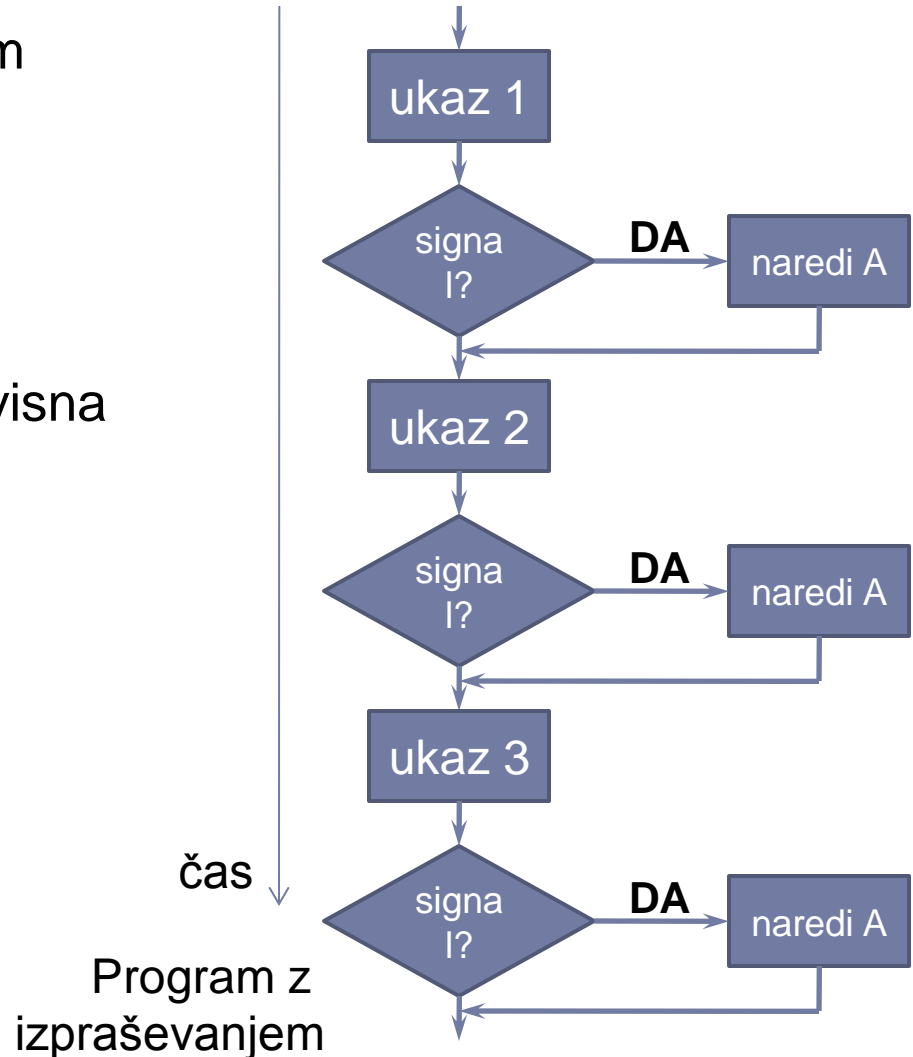 m
ukaz 1
signa
l?
DA
naredi A
visna
ukaz 2
signa
l?
DA
naredi A
ukaz 3
čas
signa
l?
DA
naredi A
Program z
izpraševanjem